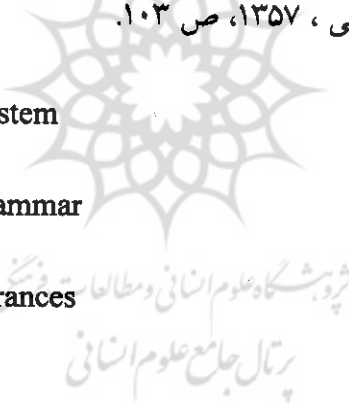 ی ، ۱۳۵۷، ص ۱۰۳.
stem
ammar
rances
پژوهشگاه علوم انسانی و مطالعات فرهنگی
پرتال جامع علوم انسانی